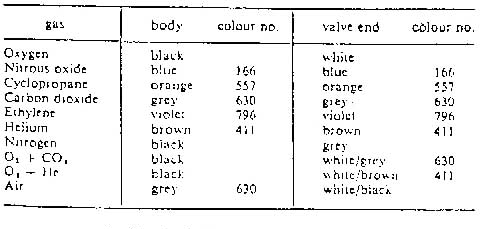 gas body colour no. valve end colour no.
Oxygen black white
Nitrous oxide blue 166 blue 166
Cyclopropane orange 557 orange 557
Carbon dioxide grey 630 grey 630
Ethylene violet 796 violet 796
Helium brown 411 brown 411
Nitrogen black grey
O₂ + CO₂ black white/grey 630
O₂ – He black white/brown 411
Air grey 630 white/black